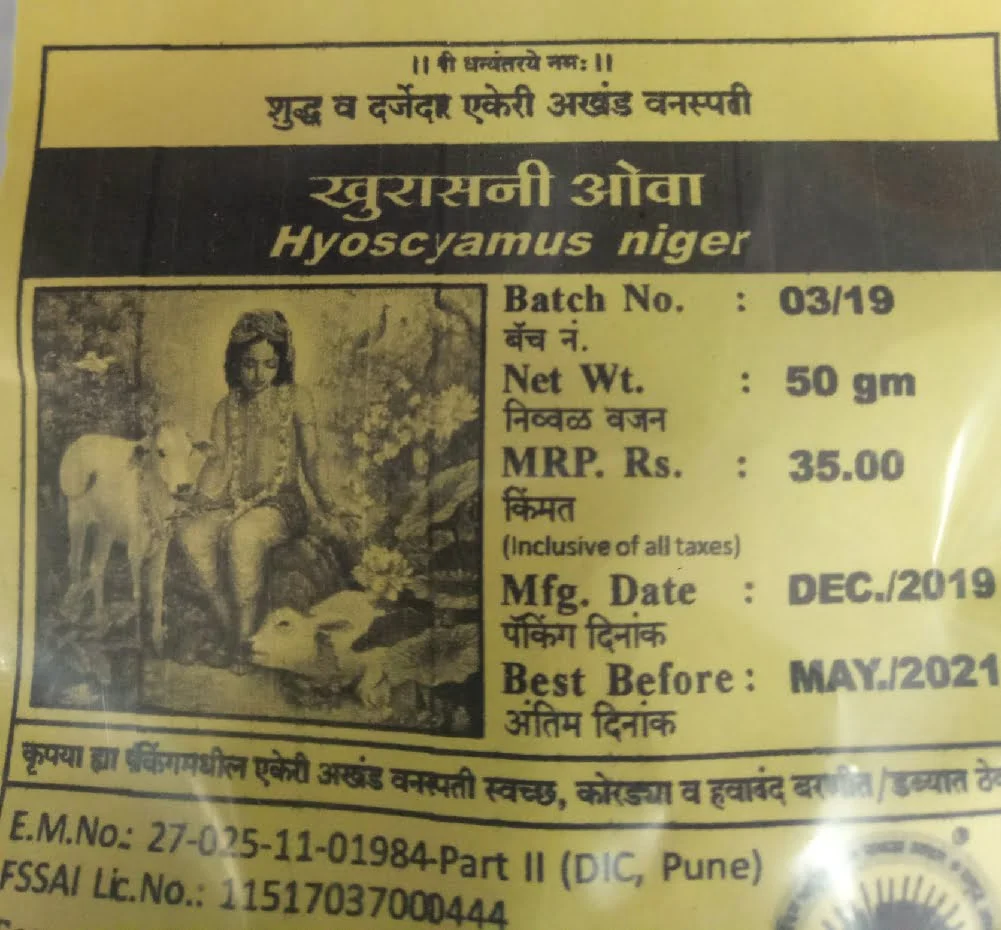 ।। श्री धन्वंतरये नमः ।।
शुद्ध व दर्जेदार एकेरी अखंड वनस्पती
खुरासनी ओवा
Hyoscyamus niger
Batch No. : 03/19
बॅच नं.
Net Wt. : 50 gm
निव्वळ वजन
MRP. Rs. : 35.00
किंमत
(Inclusive of all taxes)
Mfg. Date : DEC./2019
पॅकिंग दिनांक
Best Before : MAY./2021
अंतिम दिनांक
कृपया ह्या पॅकिंगमधील एकेरी अखंड वनस्पती स्वच्छ, कोरड्या व हवाबंद बरणीत/डब्यात
E.M.No.: 27-025-11-01984-Part II (DIC, Pune)
FSSAI Lic.No.: 11517037000444